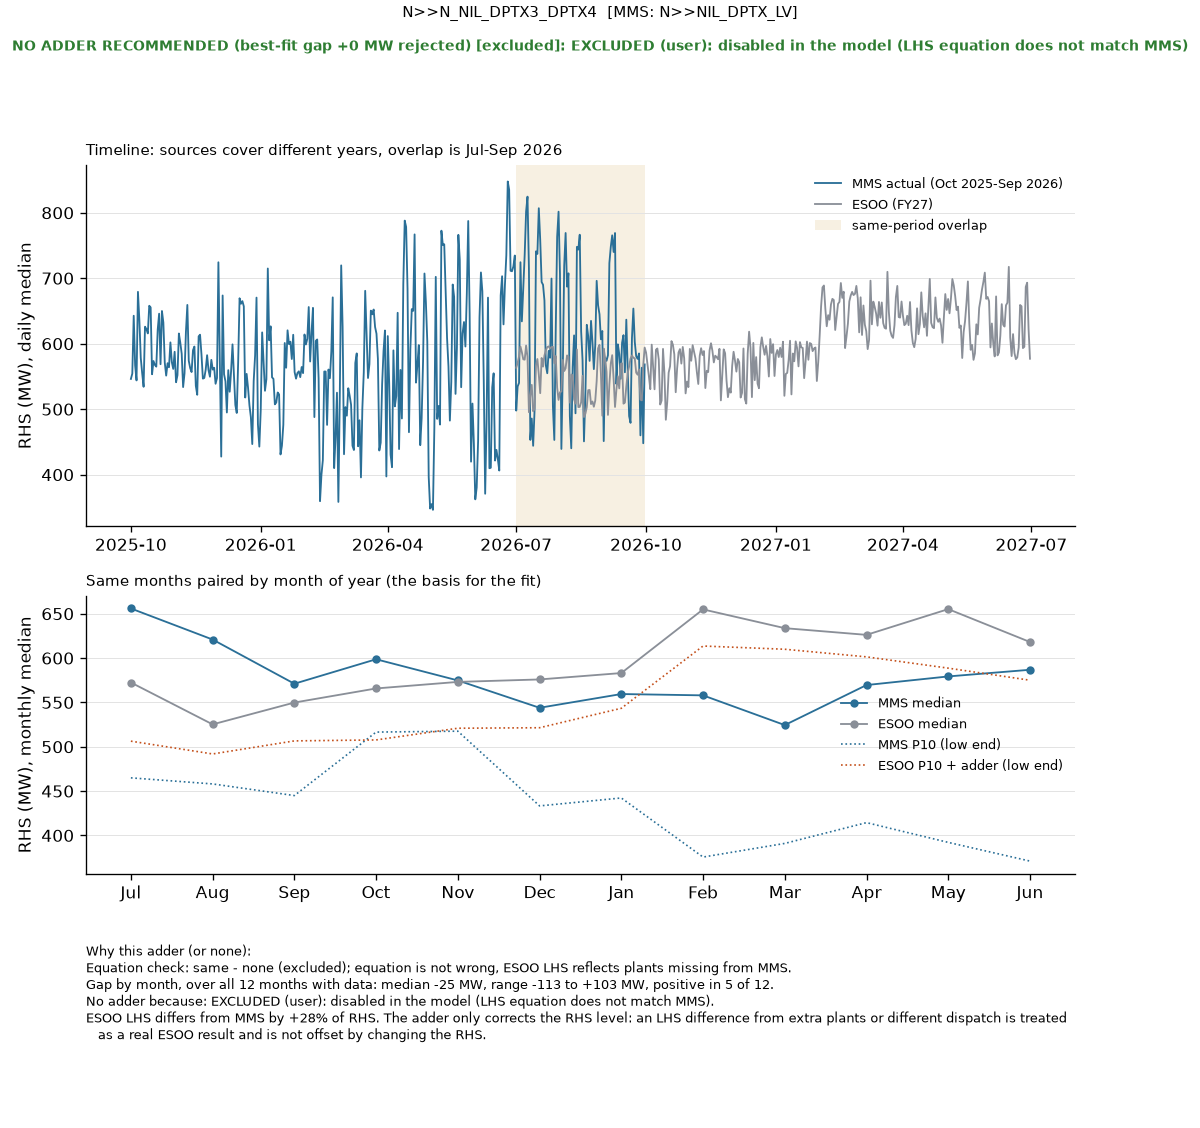 N>>N_NIL_DPTX3_DPTX4  [MMS: N>>NIL_DPTX_LV]
NO ADDER RECOMMENDED (best-fit gap +0 MW rejected) [excluded]: EXCLUDED (user): disabled in the model (LHS equation does not match MMS)
Timeline: sources cover different years, overlap is Jul-Sep 2026
RHS (MW), daily median
800
700
600
500
400
MMS actual (Oct 2025-Sep 2026)
ESOO (FY27)
same-period overlap
2025-10 2026-01 2026-04 2026-07 2026-10 2027-01 2027-04 2027-07
Same months paired by month of year (the basis for the fit)
RHS (MW), monthly median
650
600
550
500
450
400
MMS median
ESOO median
MMS P10 (low end)
ESOO P10 + adder (low end)
Jul Aug Sep Oct Nov Dec Jan Feb Mar Apr May Jun
Why this adder (or none):
Equation check: same - none (excluded); equation is not wrong, ESOO LHS reflects plants missing from MMS.
Gap by month, over all 12 months with data: median -25 MW, range -113 to +103 MW, positive in 5 of 12.
No adder because: EXCLUDED (user): disabled in the model (LHS equation does not match MMS).
ESOO LHS differs from MMS by +28% of RHS. The adder only corrects the RHS level: an LHS difference from extra plants or different dispatch is treated
as a real ESOO result and is not offset by changing the RHS.